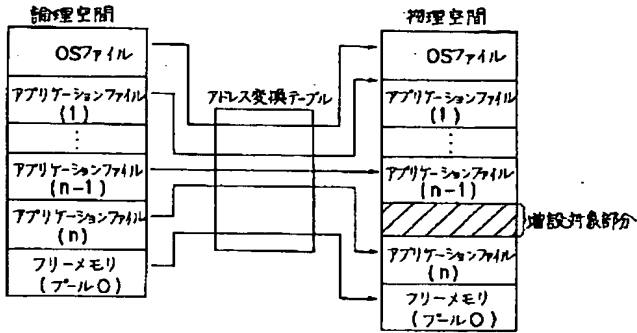 論理空間
OSファイル
アプリケーションファイル
(1)
⋮
アプリケーションファイル
(n-1)
アプリケーションファイル
(n)
フリーメモリ
(プール0)
アドレス変換テーブル
物理空間
OSファイル
アプリケーションファイル
(1)
⋮
アプリケーションファイル
(n-1)
増設対象部分
アプリケーションファイル
(n)
フリーメモリ
(プール0)